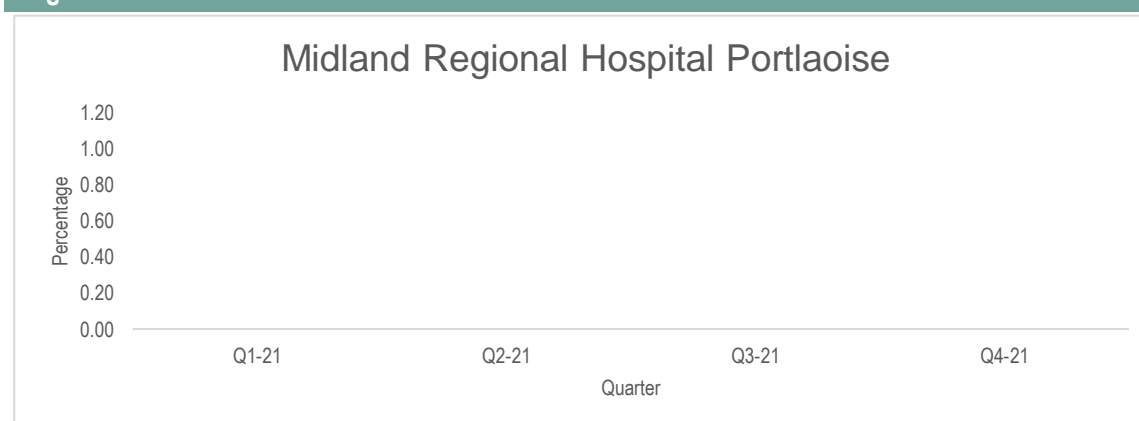 Midland Regional Hospital Portlaoise
1.20
1.00
0.80
0.60
0.40
0.20
0.00
Percentage
Q1-21 Q2-21 Q3-21 Q4-21
Quarter